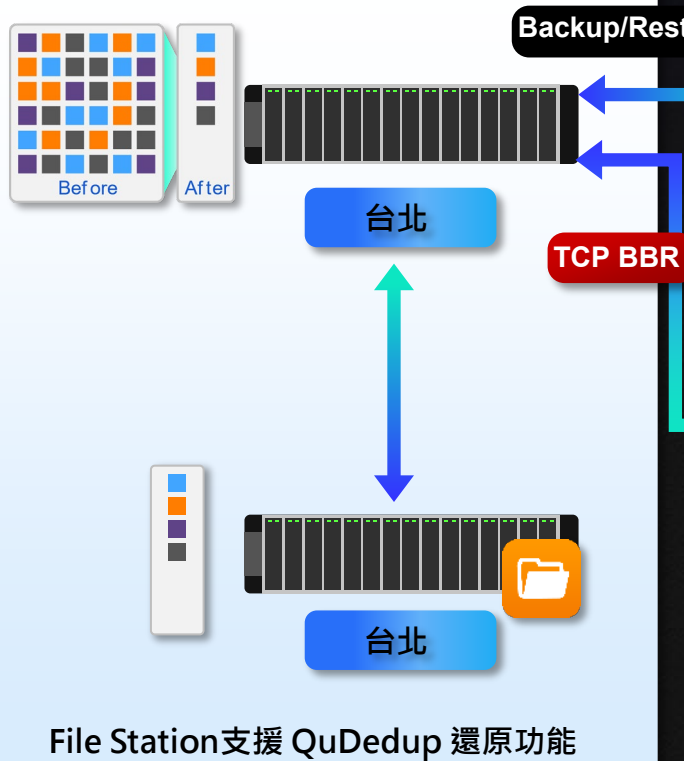 Backup/Rest
Before
After
台北
TCP BBR
台北
File Station支援 QuDedup 還原功能